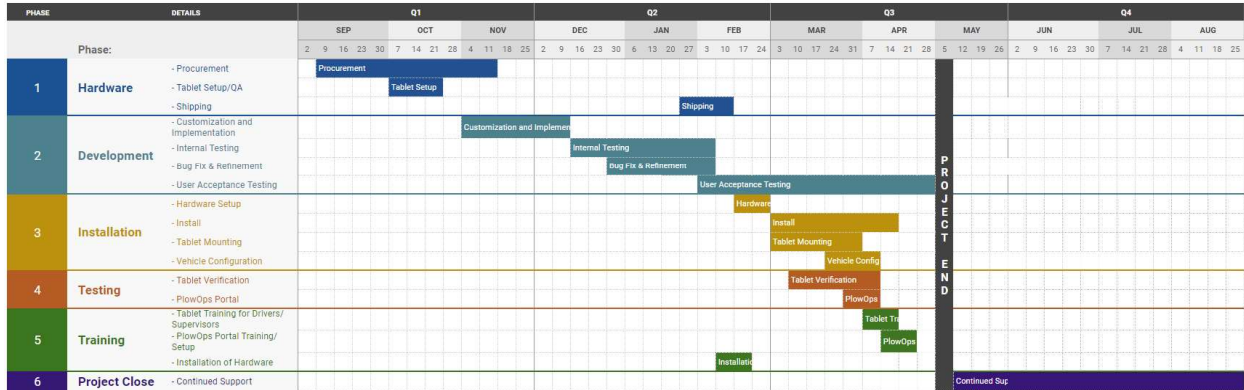 PHASE DETAILS Q1 Q2 Q3 Q4
SEP OCT NOV DEC JAN FEB MAR APR MAY JUN JUL AUG
Phase: 2 9 16 23 30 7 14 21 28 4 11 18 25 2 9 16 23 30 6 13 20 27 3 10 17 24 3 10 17 24 31 7 14 21 28 5 12 19 26 2 9 16 23 30 7 14 21 28 4 11 18 25
1 Hardware
- Procurement Procurement
- Tablet Setup/QA Tablet Setup
- Shipping Shipping
2 Development
- Customization and
Implementation Customization and Implemen
- Internal Testing Internal Testing
- Bug Fix & Refinement Bug Fix & Refinement
- User Acceptance Testing User Acceptance Testing
3 Installation
- Hardware Setup Hardware
- Install Install
- Tablet Mounting Tablet Mounting
- Vehicle Configuration Vehicle Config
4 Testing
- Tablet Verification Tablet Verification
- PlowOps Portal PlowOps
5 Training
- Tablet Training for Drivers/
Supervisors Tablet Tr
- PlowOps Portal Training/
Setup PlowOps
- Installation of Hardware Installatio
6 Project Close - Continued Support Continued Sup
PROJECT END